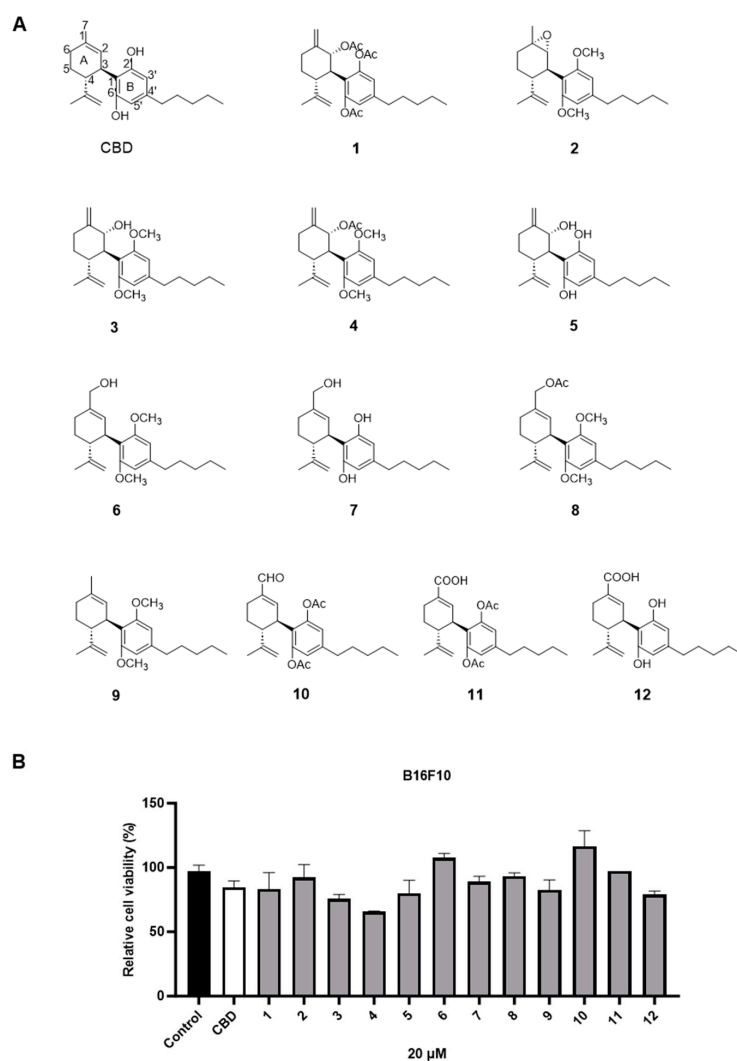 A
7
1
2
6
A
3
5
4
OH
2'
3'
1'
B
4'
6'
5'
OH
CBD
OAc
OAc
OAc
1
O
OCH3
OCH3
2
OH
OCH3
OCH3
3
OAc
OCH3
OCH3
4
OH
OH
OH
5
OH
OCH3
OCH3
6
OH
OH
OH
7
OAc
OCH3
OCH3
8
OCH3
OCH3
9
CHO
OAc
OAc
10
COOH
OAc
OAc
11
COOH
OH
OH
12
B
B16F10
Relative cell viability (%)
150
100
50
0
Control CBD 1 2 3 4 5 6 7 8 9 10 11 12
20 µM